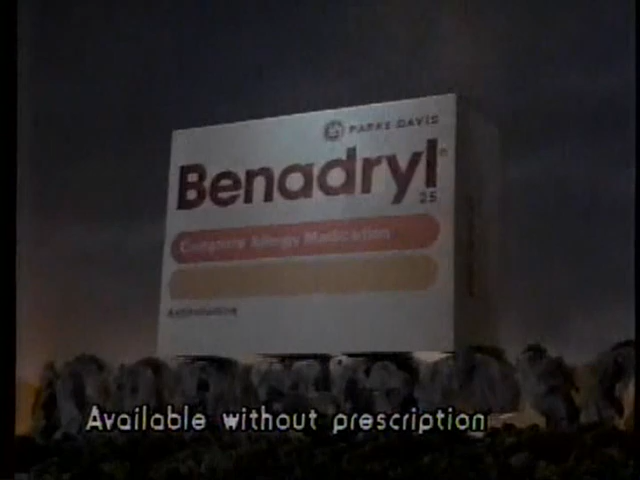 PARKE DAVIS
Benadryl®
25
Complete Allergy Medication
Antihistamine
Available without prescription